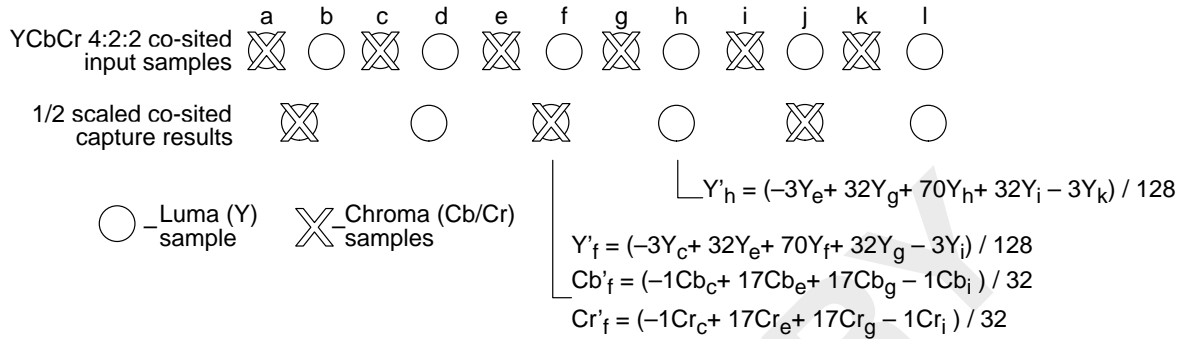 a b c d e f g h i j k l
YCbCr 4:2:2 co-sited
input samples
1/2 scaled co-sited
capture results
Y’h = (–3Ye+ 32Yg+ 70Yh+ 32Yi – 3Yk) / 128
Luma (Y)
sample
Chroma (Cb/Cr)
samples
Y’f = (–3Yc+ 32Ye+ 70Yf+ 32Yg – 3Yi) / 128
Cb’f = (–1Cbc+ 17Cbe+ 17Cbg – 1Cbi ) / 32
Cr’f = (–1Crc+ 17Cre+ 17Crg – 1Cri ) / 32